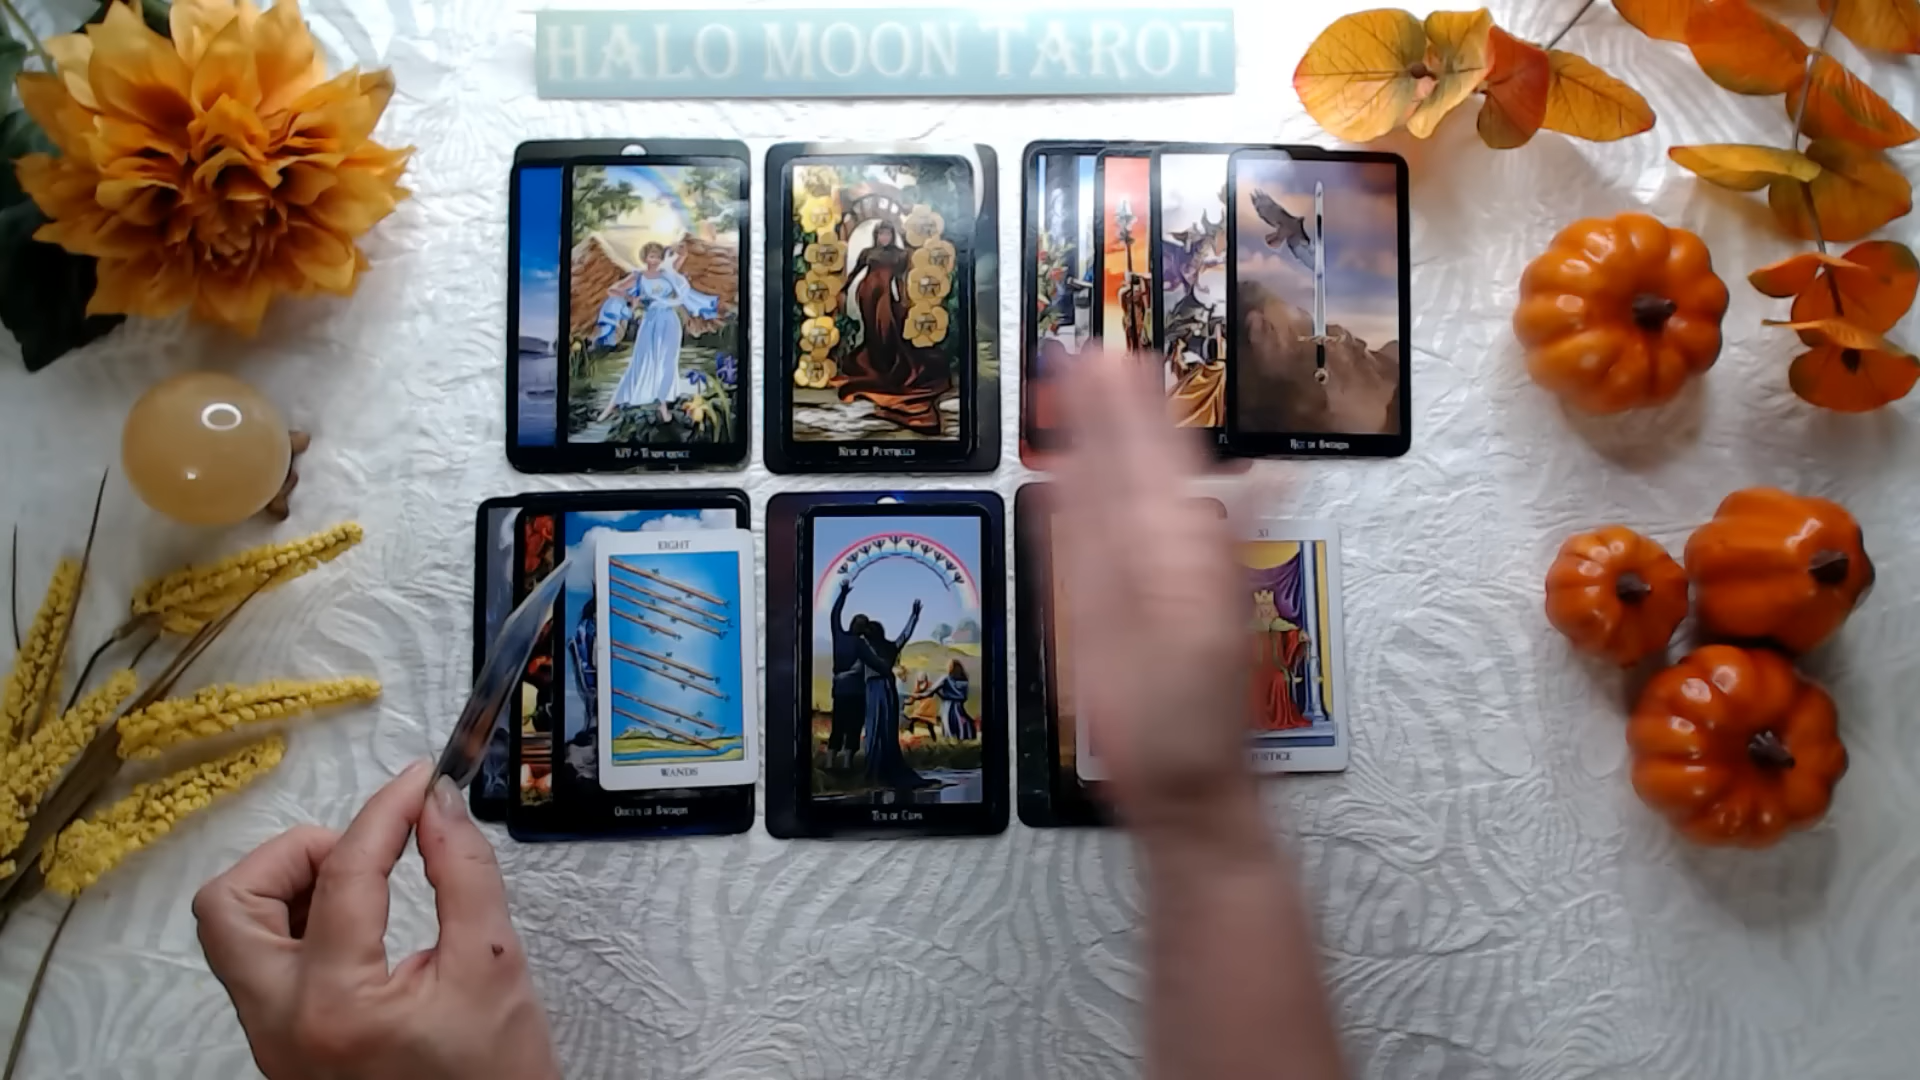 HALO MOON TAROT
XIV • TEMPERANCE
NINE OF PENTACLES
ACE OF SWORDS
EIGHT
WANDS
QUEEN OF SWORDS
TEN OF CUPS
XI
JUSTICE